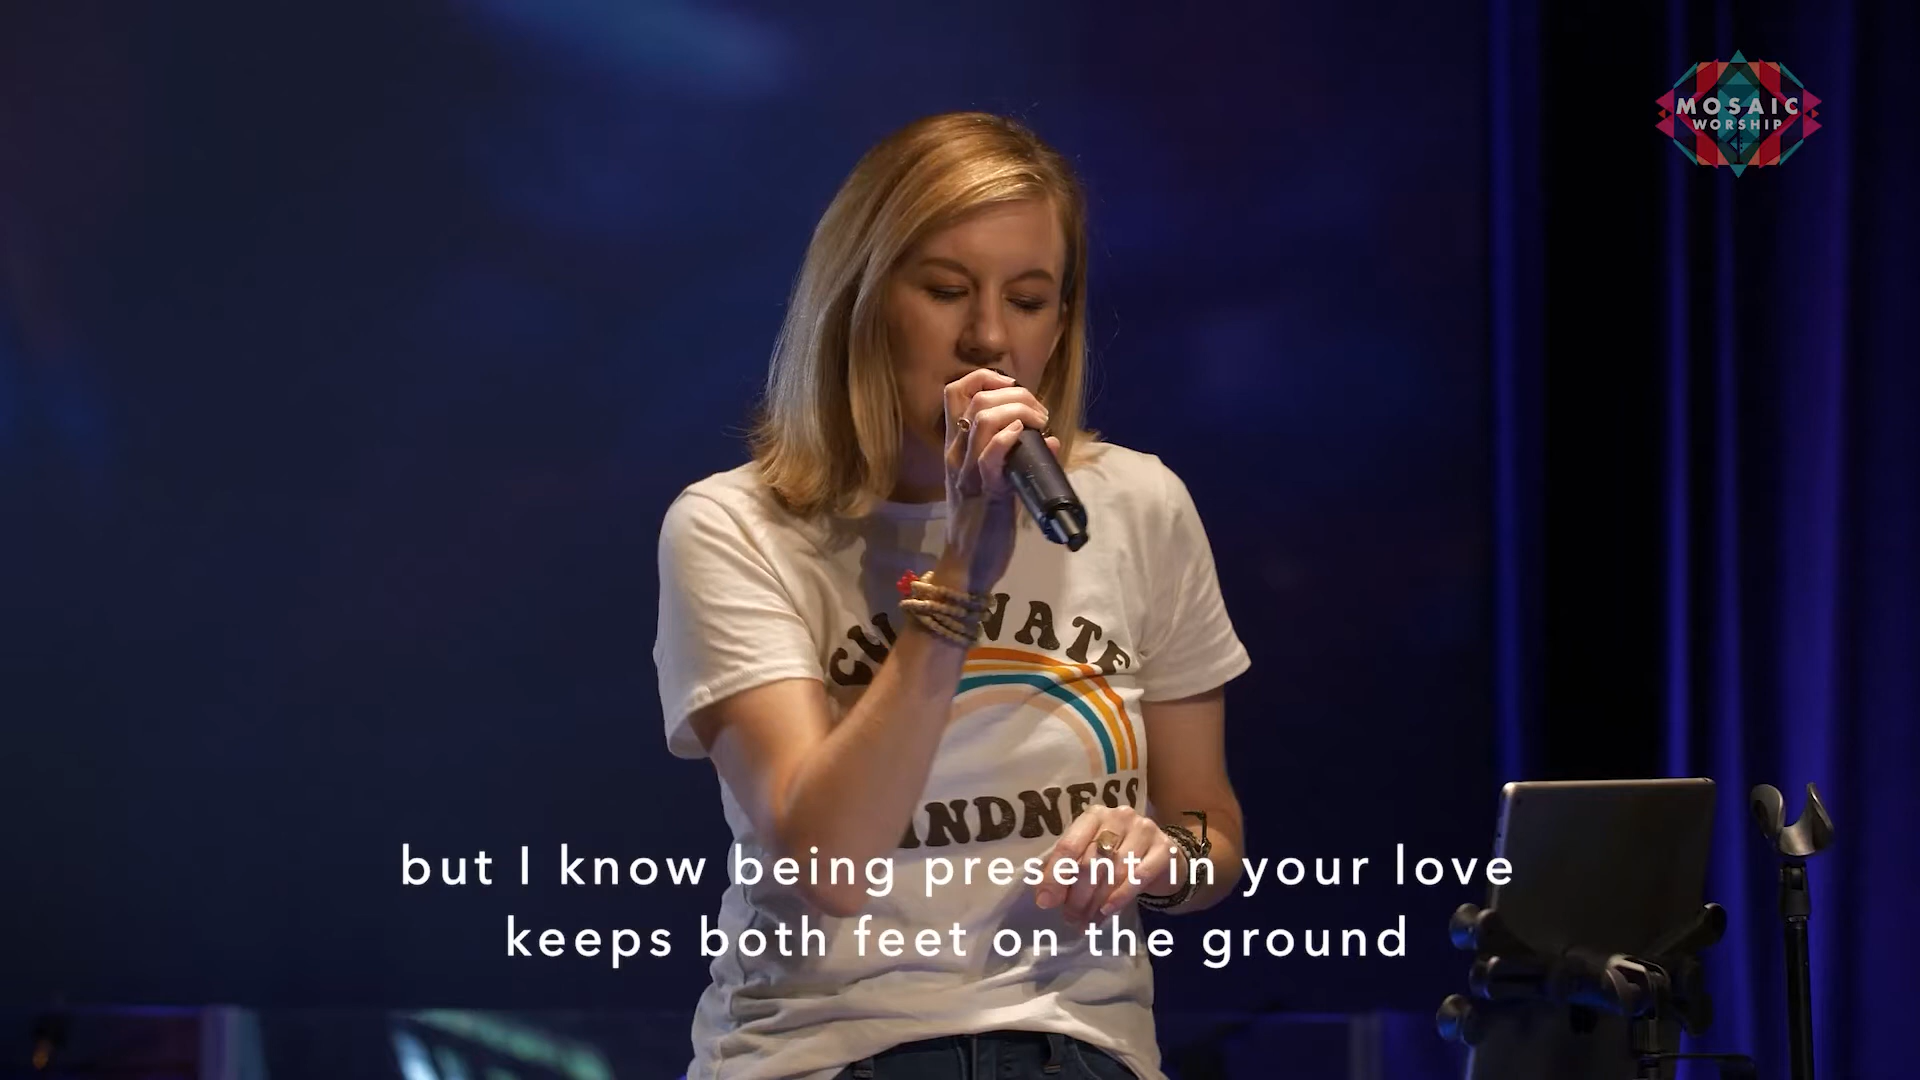 MOSAIC
WORSHIP
but I know being present in your love
keeps both feet on the ground